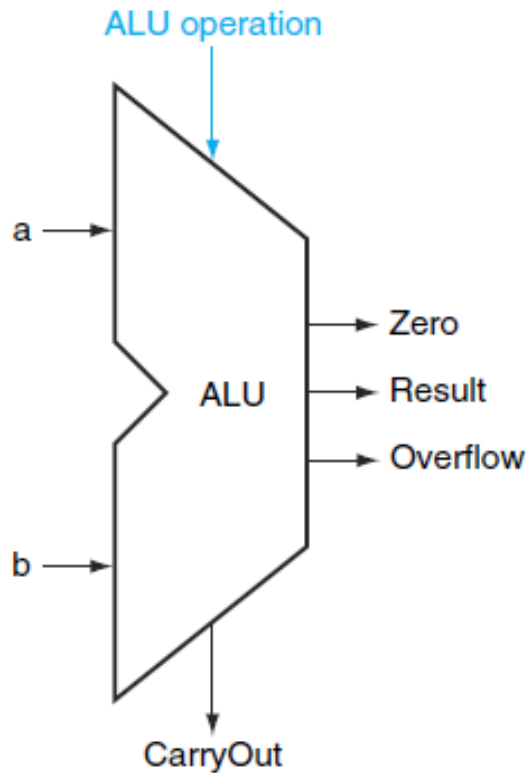 ALU operation
a
Zero
ALU
Result
Overflow
b
CarryOut